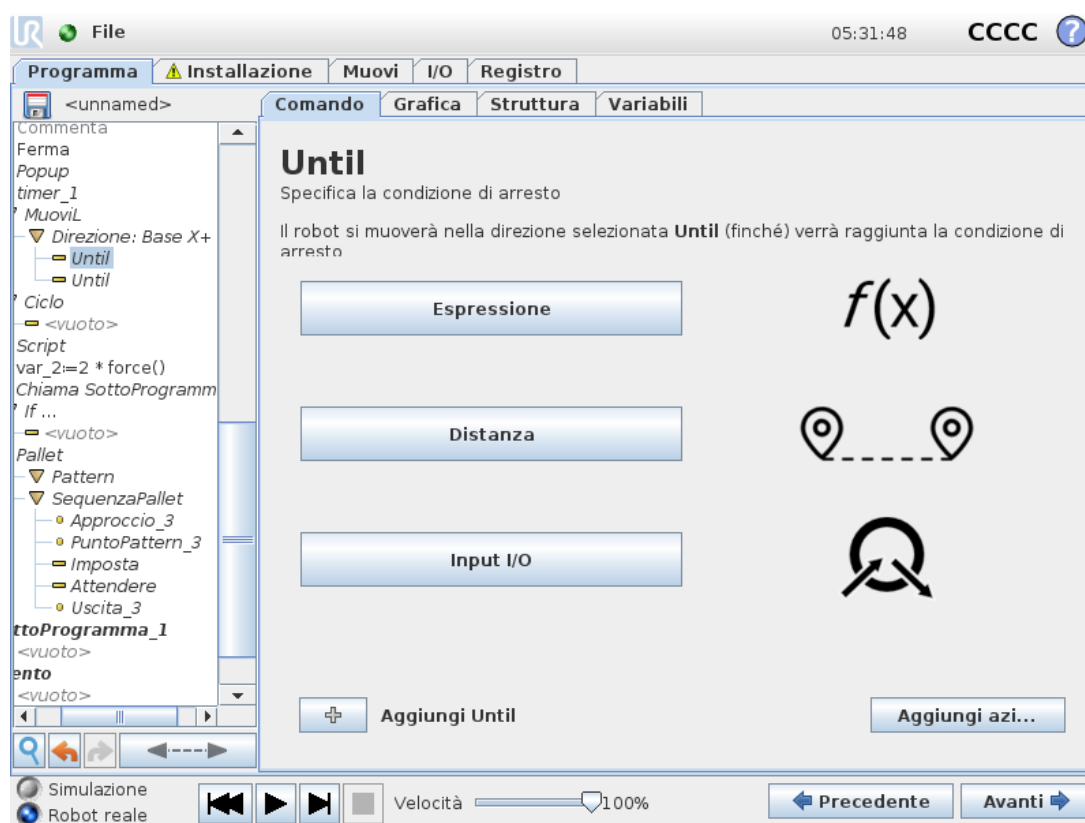 UR File 05:31:48 CCCC ?
Programma Installazione Muovi I/O Registro
<unnamed>
Comando Grafica Struttura Variabili
Commenta
Ferma
Popup
timer_1
MuoviL
Direzione: Base X+
Until
Until
Ciclo
<vuoto>
Script
var_2:=2 * force()
Chiama SottoProgramm
If ...
<vuoto>
Pallet
Pattern
SequenzaPallet
Approccio_3
PuntoPattern_3
Imposta
Attendere
Uscita_3
ttoProgramma_1
<vuoto>
ento
<vuoto>
Until
Specifica la condizione di arresto
Il robot si muoverà nella direzione selezionata Until (finché) verrà raggiunta la condizione di
arresto
Espressione f(x)
Distanza
Input I/O
Aggiungi Until Aggiungi azi...
Simulazione
Robot reale
Velocità 100% Precedente Avanti